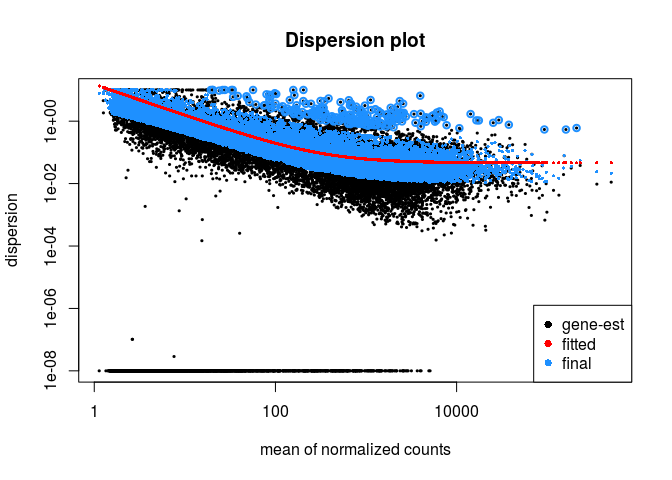 Dispersion plot
dispersion
1e+00
1e-02
1e-04
1e-06
1e-08
gene-est
fitted
final
1
100
10000
mean of normalized counts